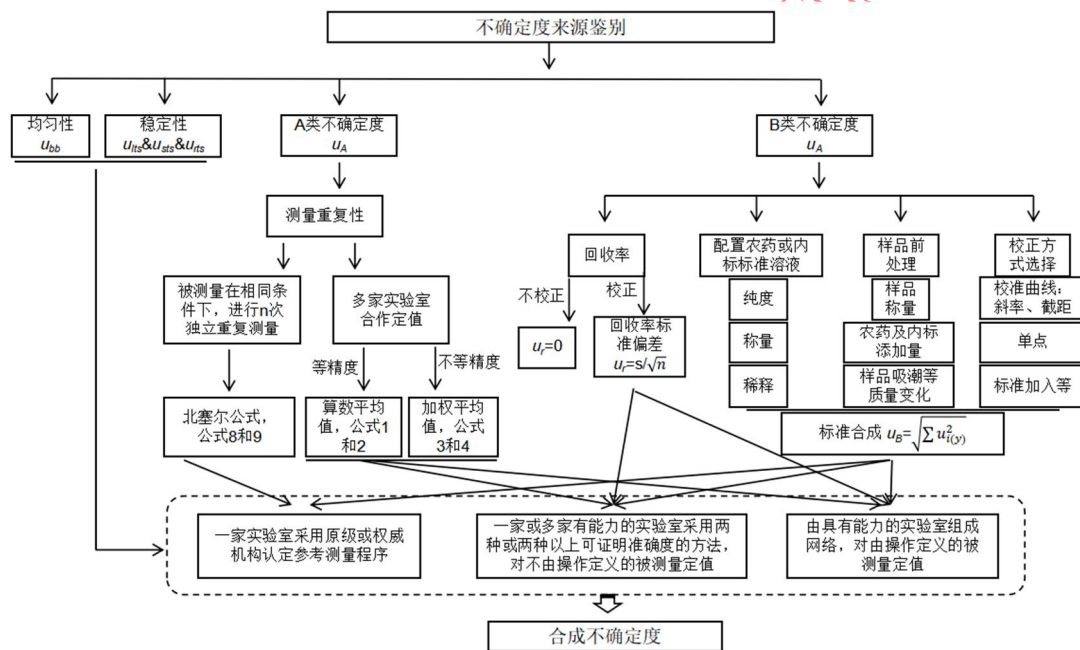 不确定度来源鉴别
均匀性
u_bb
稳定性
u_lts&u_sts&u_rts
A类不确定度
u_A
B类不确定度
u_A
测量重复性
回收率
配置农药或内
标标准溶液
样品前
处理
校正方
式选择
被测量在相同条
件下，进行n次
独立重复测量
多家实验室
合作定值
不校正
校正
纯度
样品
称量
校准曲线：
斜率、截距
u_r=0
回收率标
准偏差
u_r=s/√n
称量
农药及内标
添加量
单点
等精度
不等精度
稀释
样品吸潮等
质量变化
标准加入等
北塞尔公式，
公式8和9
算数平均
值，公式1
和2
加权平均
值，公式
3和4
标准合成 u_B=√∑u²_i(y)
一家实验室采用原级或权威
机构认定参考测量程序
一家或多家有能力的实验室采用两
种或两种以上可证明准确度的方法，
对不由操作定义的被测量定值
由具有能力的实验室组成
网络，对由操作定义的被
测量定值
合成不确定度